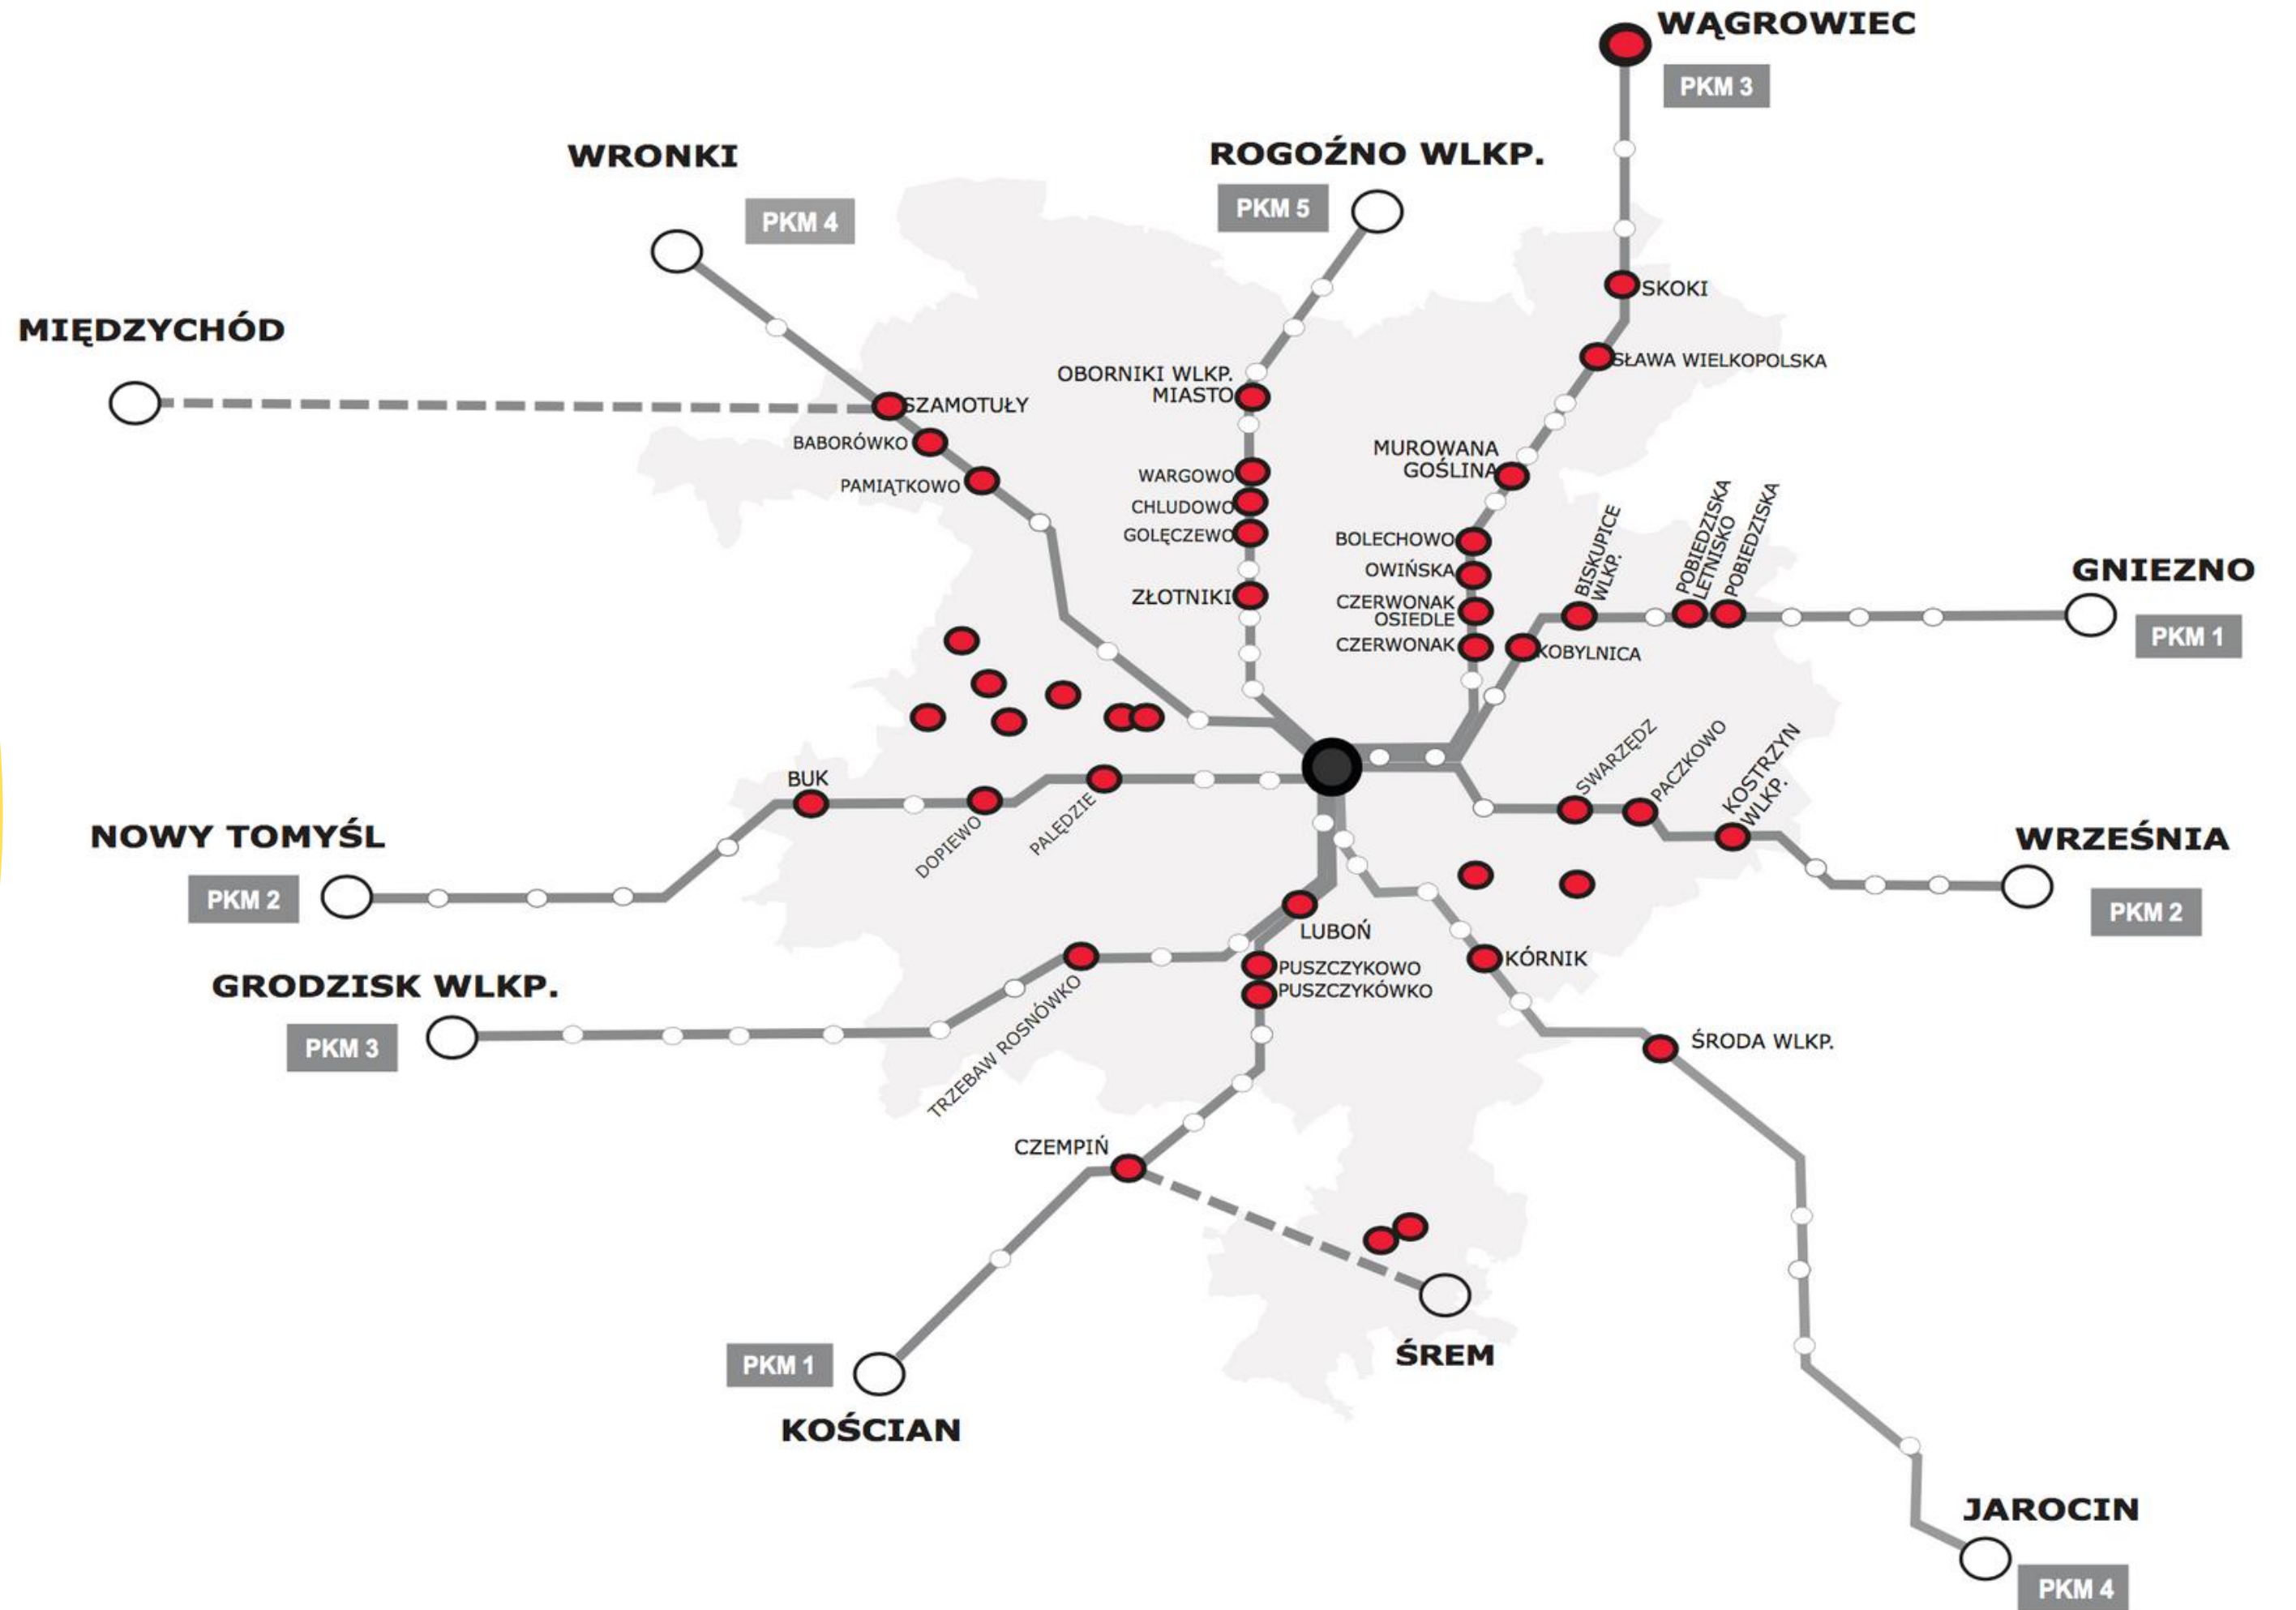 WĄGROWIEC
PKM 3
WRONKI
PKM 4
ROGOŹNO WLKP.
PKM 5
MIĘDZYCHÓD
SKOKI
SŁAWA WIELKOPOLSKA
OBORNIKI WLKP.
MIASTO
SZAMOTUŁY
BABORÓWKO
PAMIĄTKOWO
WARGOWO
CHLUDOWO
GOLĘCZEWO
ZŁOTNIKI
MUROWANA
GOŚLINA
BOLECHOWO
OWIŃSKA
CZERWONAK
OSIEDLE
CZERWONAK
KOBYLNICA
BISKUPICE
WLKP.
POBIEDZISKA
LETNISKO
POBIEDZISKA
GNIEZNO
PKM 1
SWARZĘDZ
PACZKOWO
KOSTRZYN
WLKP.
WRZEŚNIA
PKM 2
BUK
DOPIEWO
PALĘDZIE
NOWY TOMYŚL
PKM 2
LUBOŃ
PUSZCZYKOWO
PUSZCZYKÓWKO
KÓRNIK
ŚRODA WLKP.
GRODZISK WLKP.
PKM 3
TRZEBAW ROSNÓWKO
CZEMPIŃ
ŚREM
PKM 1
KOŚCIAN
JAROCIN
PKM 4